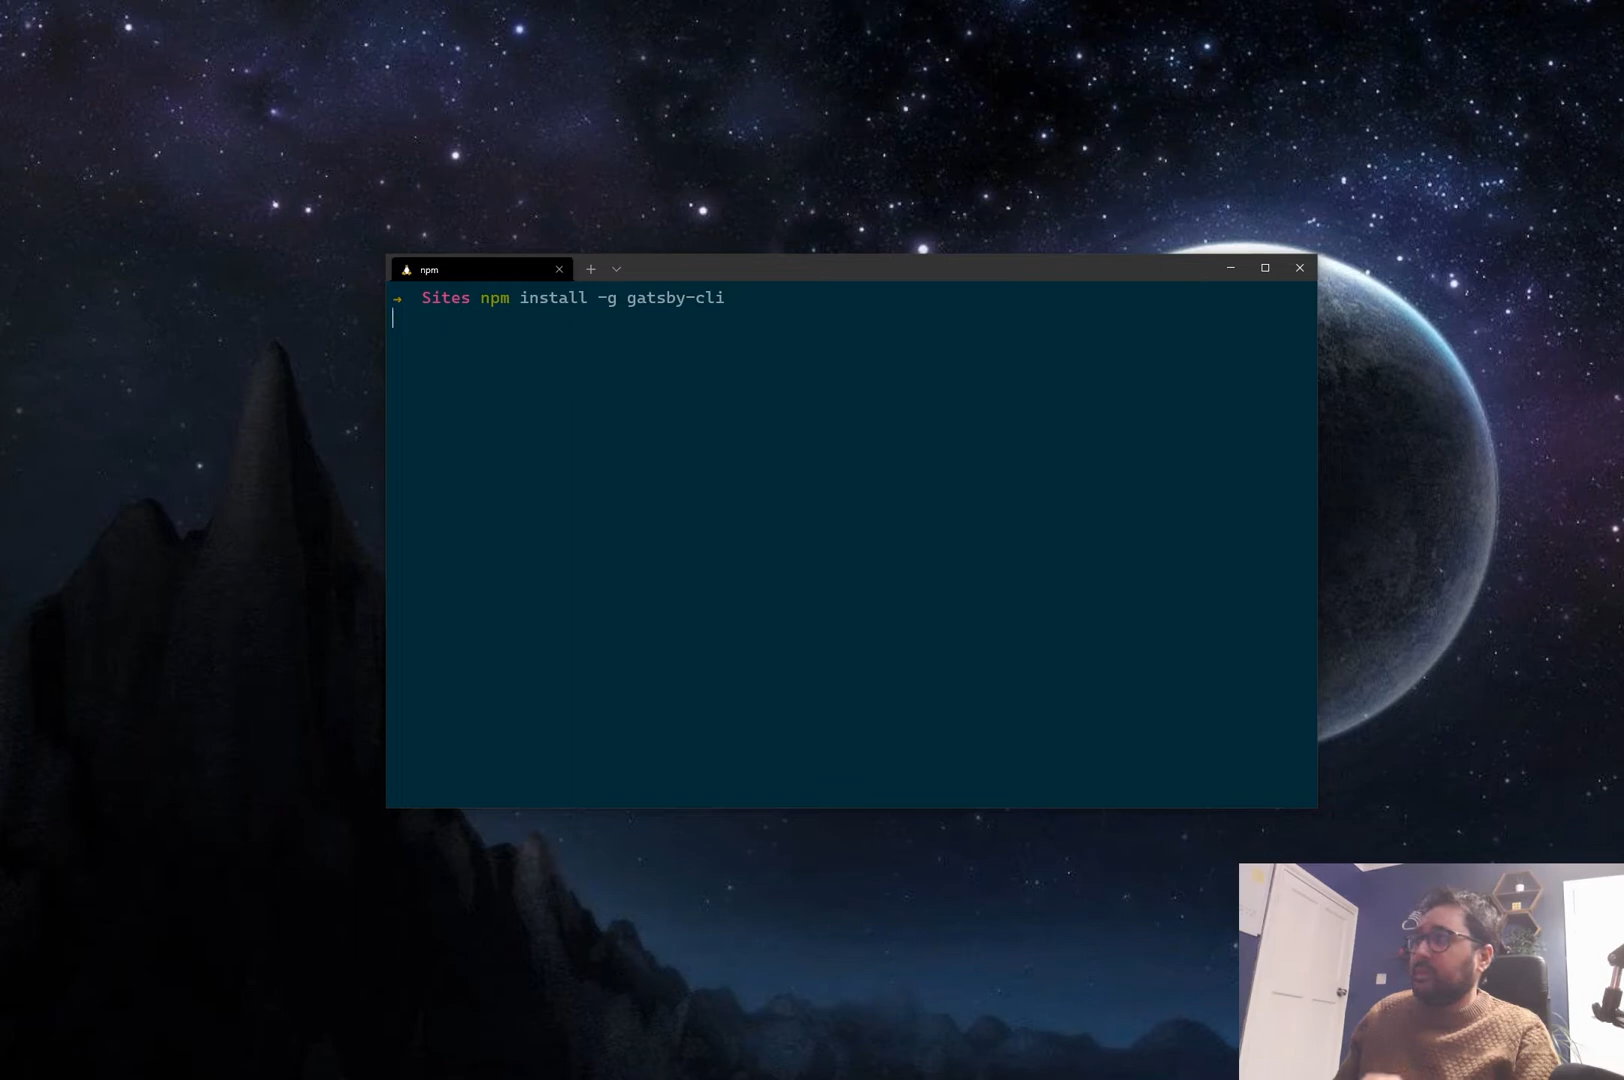 npm
→ Sites npm install -g gatsby-cli